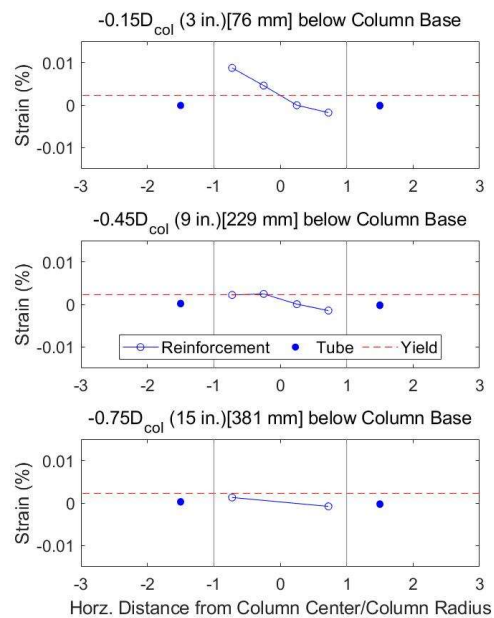 -0.15D_col (3 in.)[76 mm] below Column Base
0.01
0
-0.01
Strain (%)
-3 -2 -1 0 1 2 3
-0.45D_col (9 in.)[229 mm] below Column Base
0.01
0
-0.01
Strain (%)
Reinforcement Tube Yield
-3 -2 -1 0 1 2 3
-0.75D_col (15 in.)[381 mm] below Column Base
0.01
0
-0.01
Strain (%)
-3 -2 -1 0 1 2 3
Horz. Distance from Column Center/Column Radius